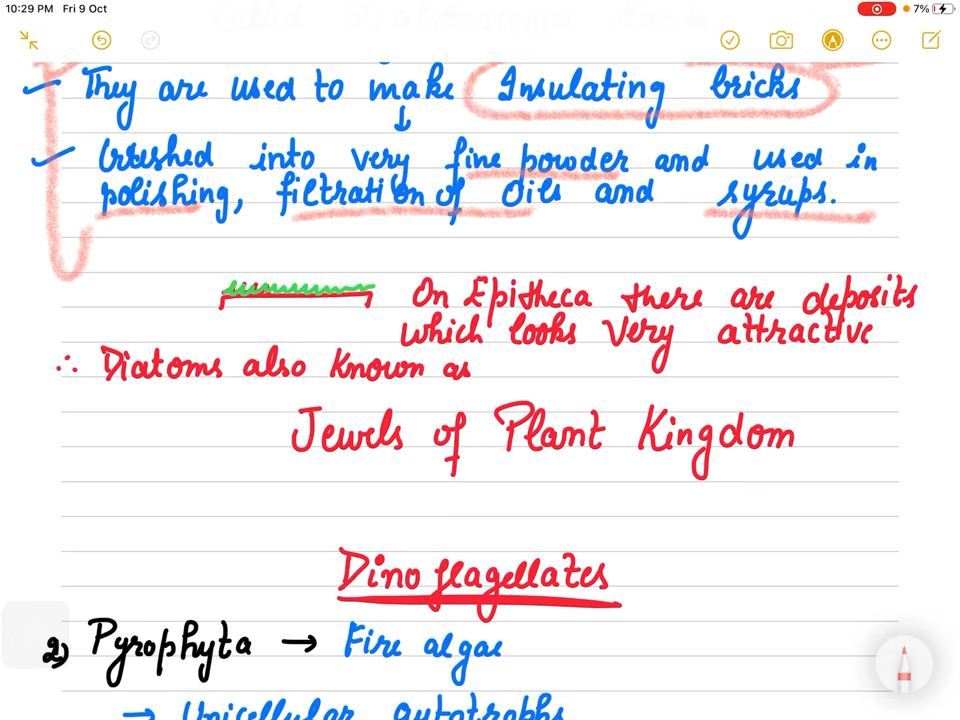 10:29 PM Fri 9 Oct
7%
They are used to make Insulating bricks
Crushed into very fine powder and used in
polishing, filtration of oils and syrups.
On Epitheca there are deposits
which looks very attractive
∴ Diatoms also known as
Jewels of Plant Kingdom
Dinoflagellates
2) Pyrophyta → Fire algae
→ Unicellular autotrophs